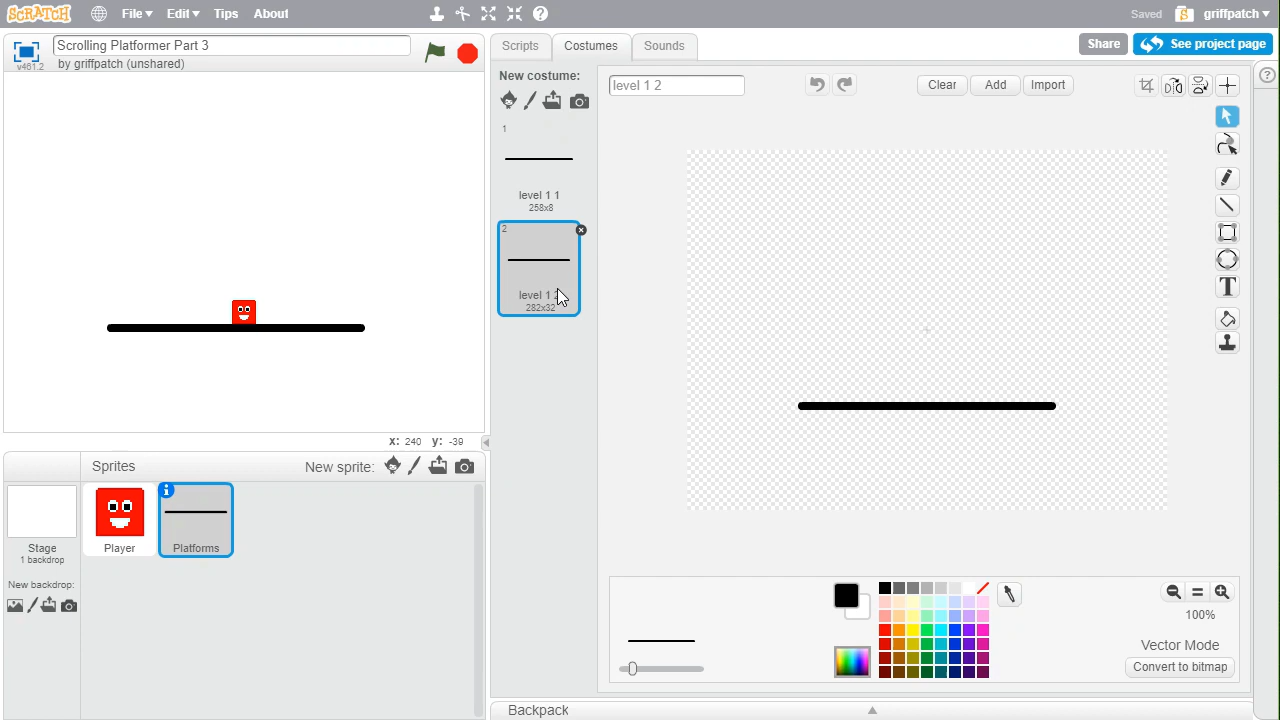 SCRATCH File▾ Edit▾ Tips About Saved griffpatch ▾
v461.2 Scrolling Platformer Part 3
by griffpatch (unshared)
Scripts Costumes Sounds Share See project page
New costume: level 1 2 Clear Add Import
1
level 1 1
258x8
2
level 1 2
282x32
x: 240 y: -39
Sprites New sprite:
Player Platforms
Stage
1 backdrop
New backdrop:
T
100%
Vector Mode
Convert to bitmap
Backpack